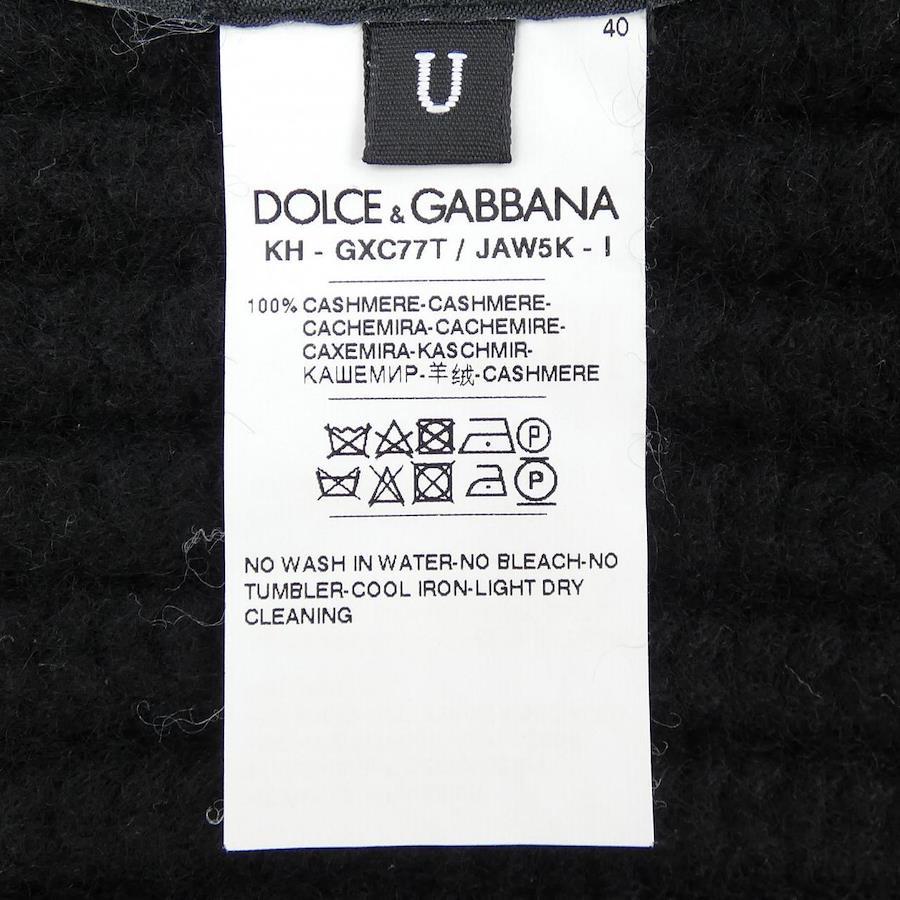 40
U
DOLCE & GABBANA
KH - GXC77T / JAW5K - I
100% CASHMERE-CASHMERE-
CACHEMIRA-CACHEMIRE-
CAXEMIRA-KASCHMIR-
КАШЕМИР-羊绒-CASHMERE
P
P
NO WASH IN WATER-NO BLEACH-NO
TUMBLER-COOL IRON-LIGHT DRY
CLEANING